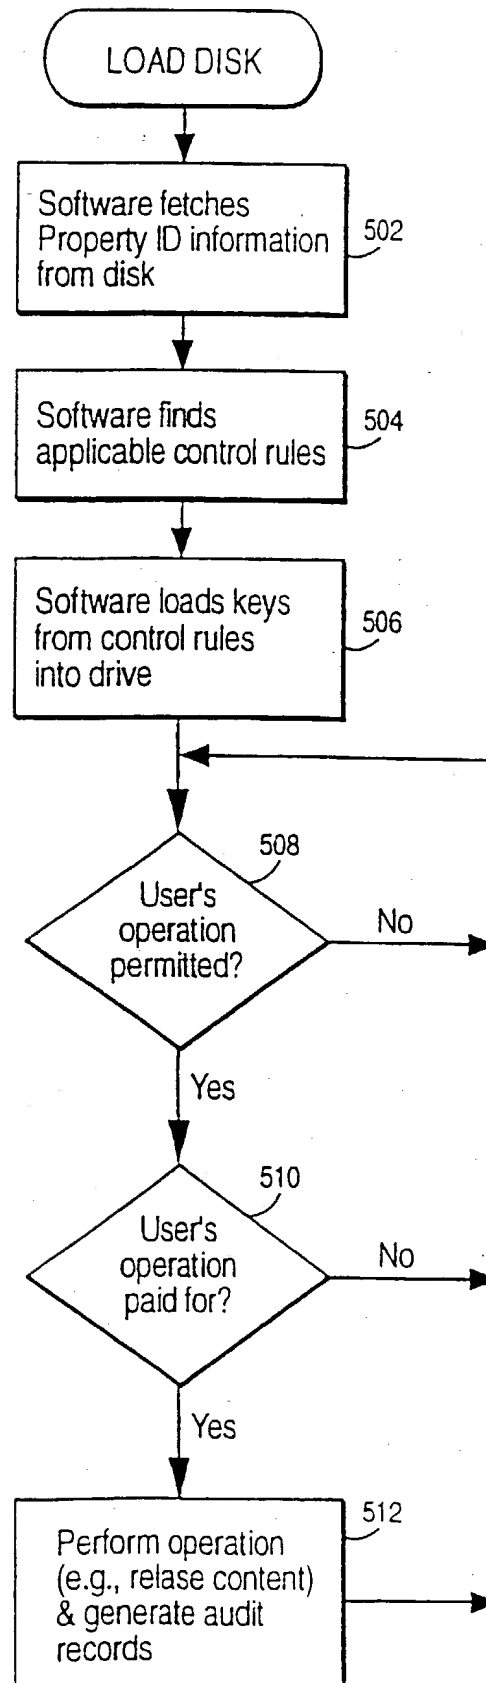 LOAD DISK
Software fetches
Property ID information
from disk
502
Software finds
applicable control rules
504
Software loads keys
from control rules
into drive
506
508
User's
operation
permitted?
No
Yes
510
User's
operation
paid for?
No
Yes
512
Perform operation
(e.g., relase content)
& generate audit
records